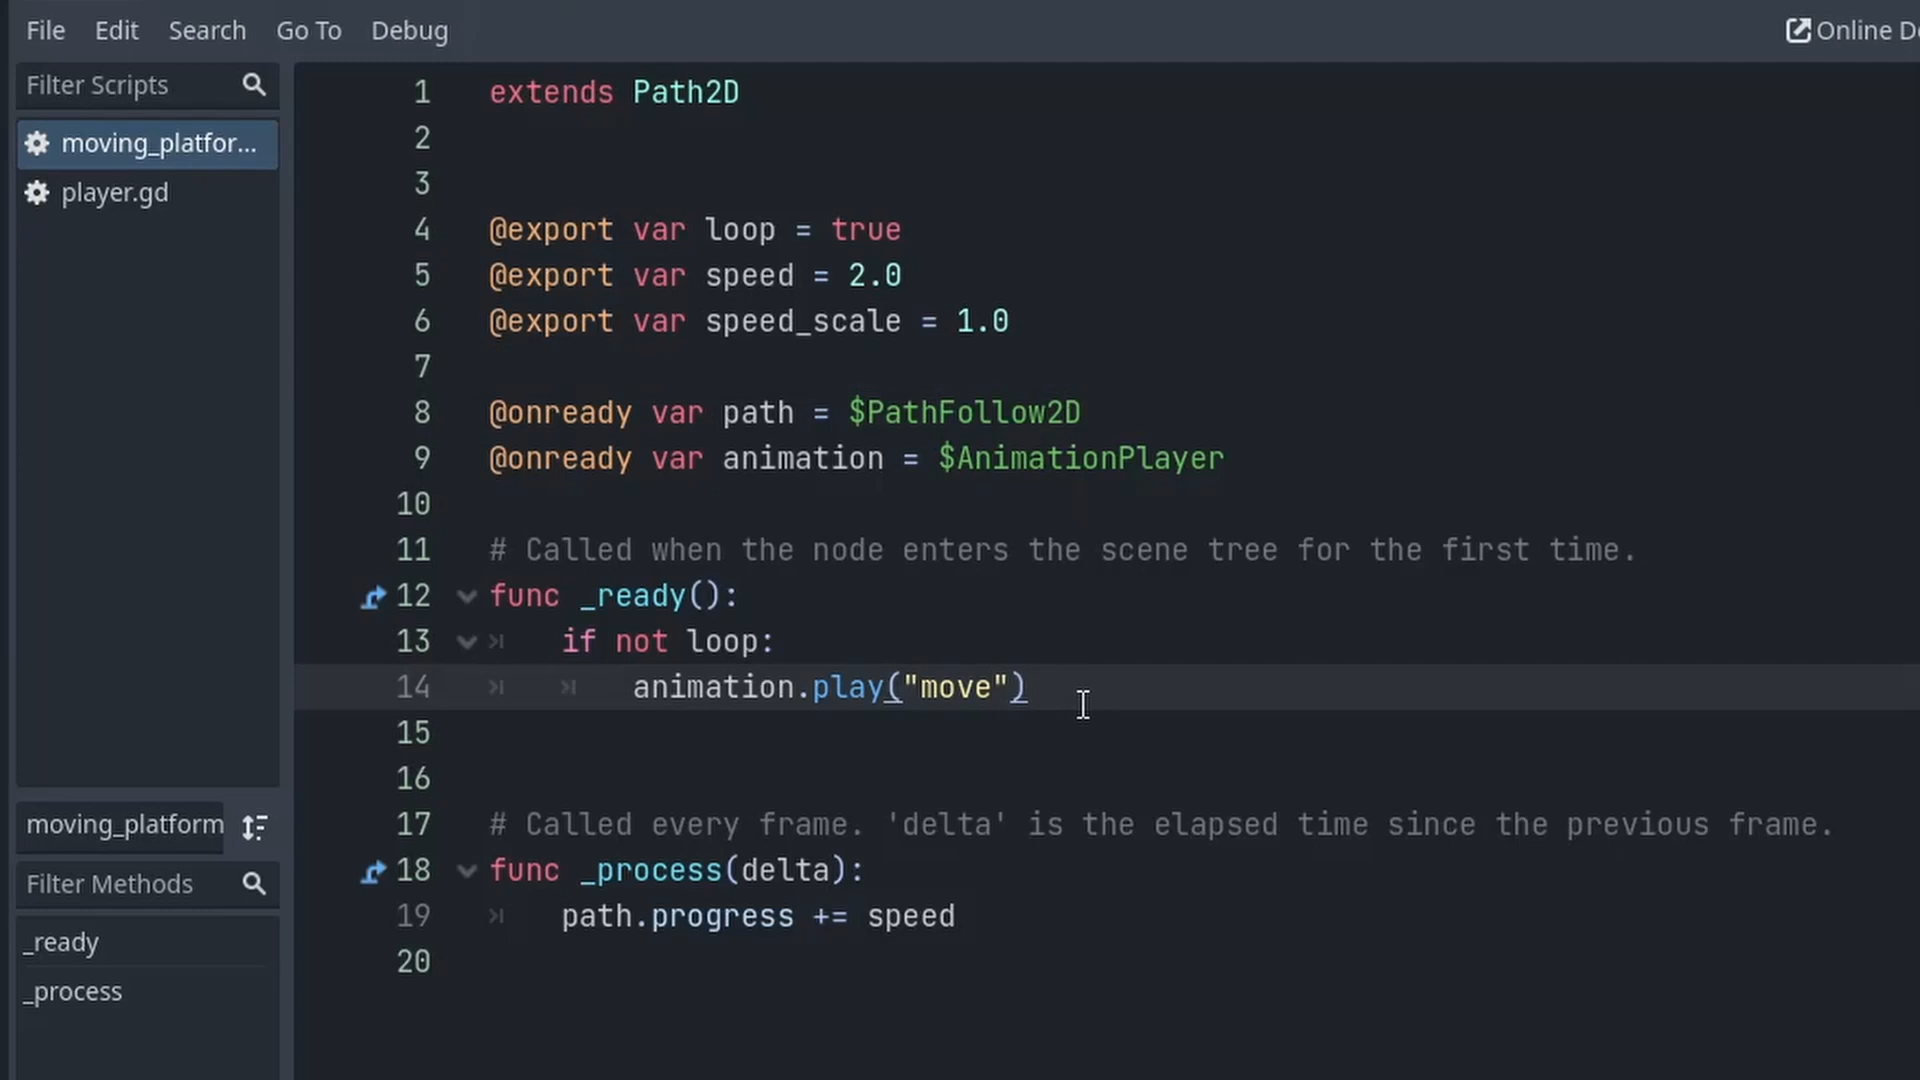 File Edit Search Go To Debug
Online D
Filter Scripts
moving_platfor...
player.gd
1 extends Path2D
2
3
4 @export var loop = true
5 @export var speed = 2.0
6 @export var speed_scale = 1.0
7
8 @onready var path = $PathFollow2D
9 @onready var animation = $AnimationPlayer
10
11 # Called when the node enters the scene tree for the first time.
12 func _ready():
13 if not loop:
14 animation.play("move")
15
16
17 # Called every frame. 'delta' is the elapsed time since the previous frame.
18 func _process(delta):
19 path.progress += speed
20
moving_platform
Filter Methods
_ready
_process